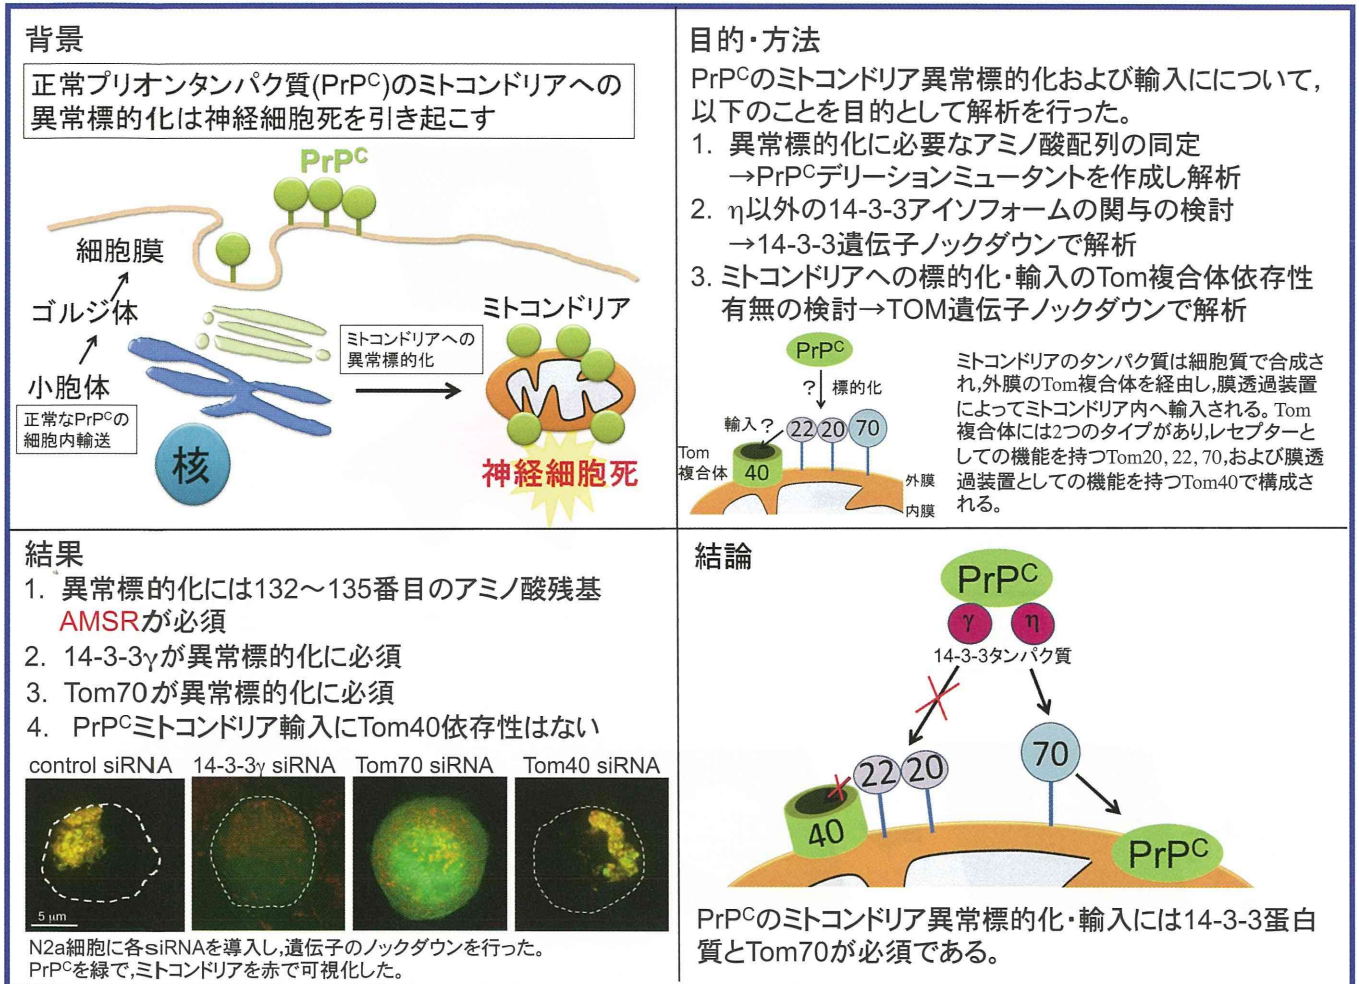 背景
正常プリオンタンパク質(PrPC)のミトコンドリアへの
異常標的化は神経細胞死を引き起こす
PrPC
細胞膜
ゴルジ体
小胞体
正常なPrPCの
細胞内輸送
核
ミトコンドリアへの
異常標的化
ミトコンドリア
神経細胞死
目的・方法
PrPCのミトコンドリア異常標的化および輸入にについて,
以下のことを目的として解析を行った。
1. 異常標的化に必要なアミノ酸配列の同定
→PrPCデリーションミュータントを作成し解析
2. η以外の14-3-3アイソフォームの関与の検討
→14-3-3遺伝子ノックダウンで解析
3. ミトコンドリアへの標的化・輸入のTom複合体依存性
有無の検討→TOM遺伝子ノックダウンで解析
PrPC
? 標的化
輸入?
22 20 70
Tom
複合体
40
外膜
内膜
ミトコンドリアのタンパク質は細胞質で合成さ
れ,外膜のTom複合体を経由し,膜透過装置
によってミトコンドリア内へ輸入される。Tom
複合体には2つのタイプがあり,レセプターと
しての機能を持つTom20, 22, 70,および膜透
過装置としての機能を持つTom40で構成さ
れる。
結果
1. 異常標的化には132～135番目のアミノ酸残基
AMSRが必須
2. 14-3-3γが異常標的化に必須
3. Tom70が異常標的化に必須
4. PrPCミトコンドリア輸入にTom40依存性はない
control siRNA 14-3-3γ siRNA Tom70 siRNA Tom40 siRNA
5 μm
N2a細胞に各siRNAを導入し,遺伝子のノックダウンを行った。
PrPCを緑で,ミトコンドリアを赤で可視化した。
結論
PrPC
γ η
14-3-3タンパク質
22 20 70
40
PrPC
PrPCのミトコンドリア異常標的化・輸入には14-3-3蛋白
質とTom70が必須である。